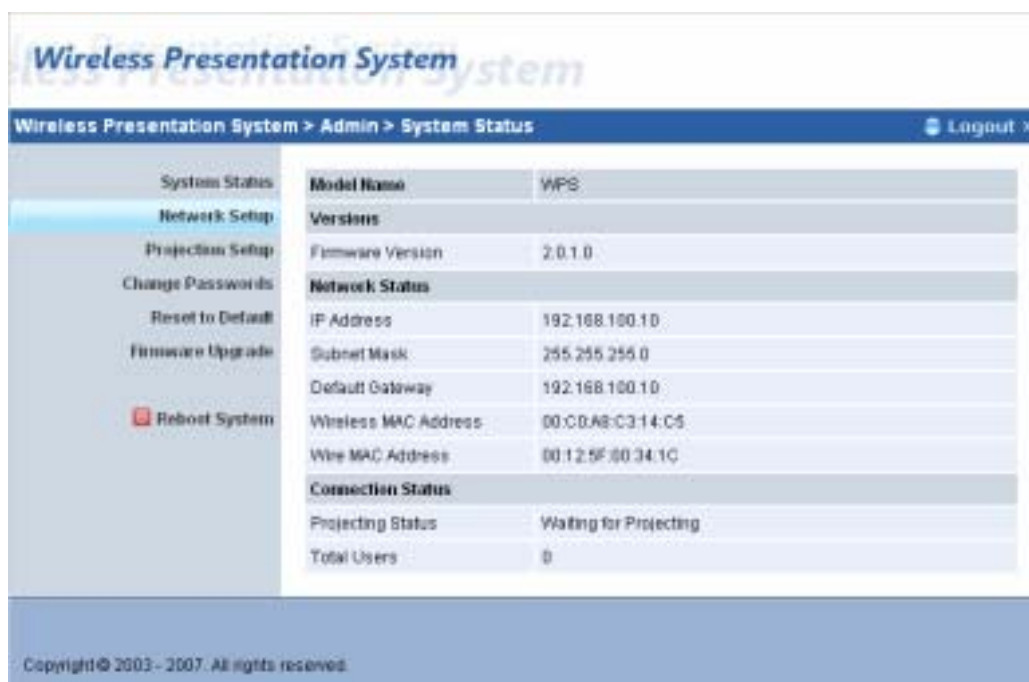 Wireless Presentation System
Wireless Presentation System > Admin > System Status
Logout >
System Status
Network Setup
Projection Setup
Change Passwords
Reset to Default
Firmware Upgrade
Reboot System
Model Name WPS
Versions
Firmware Version 2.0.1.0
Network Status
IP Address 192.168.100.10
Subnet Mask 255.255.255.0
Default Gateway 192.168.100.10
Wireless MAC Address 00:C0:A8:C3:14:C5
Wire MAC Address 00:12:5F:00:34:1C
Connection Status
Projecting Status Waiting for Projecting
Total Users 0
Copyright © 2003 - 2007. All rights reserved.